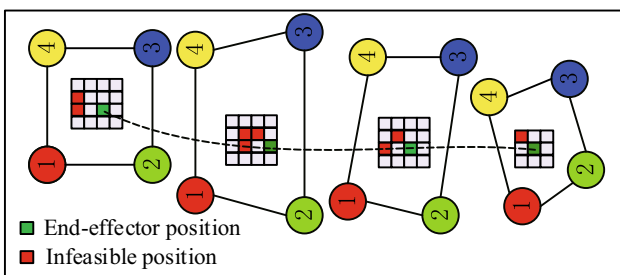 4 3 4 3 4 3 4 3
1 2 1 2 1 2 1 2
End-effector position
Infeasible position